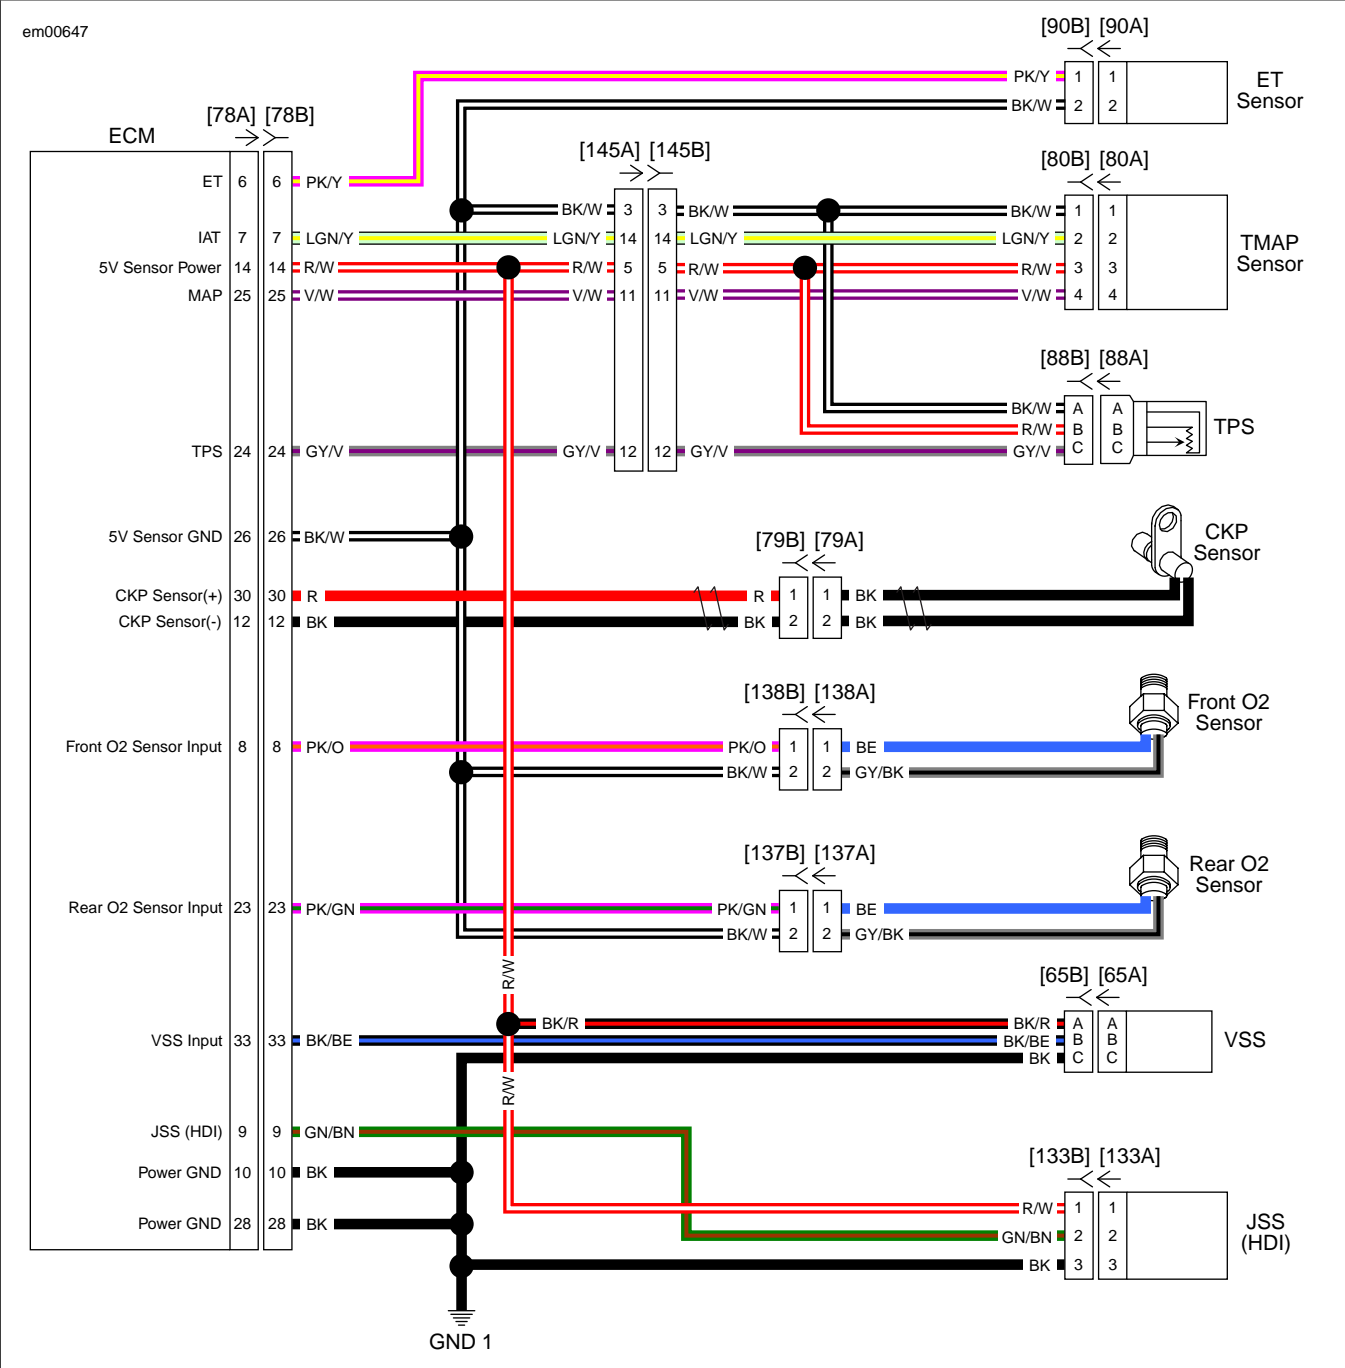 em00647
[90B] [90A]
PK/Y 1 1
BK/W 2 2
ET
Sensor
[78A] [78B]
ECM
[145A] [145B]
[80B] [80A]
ET 6 6 PK/Y
BK/W 3 3 BK/W BK/W 1 1
IAT 7 7 LGN/Y LGN/Y 14 14 LGN/Y LGN/Y 2 2
5V Sensor Power 14 14 R/W R/W 5 5 R/W R/W 3 3
MAP 25 25 V/W V/W 11 11 V/W V/W 4 4
TMAP
Sensor
[88B] [88A]
BK/W A A
R/W B B
TPS
TPS 24 24 GY/V GY/V 12 12 GY/V GY/V C C
5V Sensor GND 26 26 BK/W
[79B] [79A]
CKP
Sensor
CKP Sensor(+) 30 30 R R 1 1 BK
CKP Sensor(-) 12 12 BK BK 2 2 BK
[138B] [138A]
Front O2
Sensor
Front O2 Sensor Input 8 8 PK/O PK/O 1 1 BE
BK/W 2 2 GY/BK
[137B] [137A]
Rear O2
Sensor
Rear O2 Sensor Input 23 23 PK/GN PK/GN 1 1 BE
BK/W 2 2 GY/BK
R/W
[65B] [65A]
BK/R BK/R A A
VSS Input 33 33 BK/BE BK/BE B B
BK C C
VSS
R/W
JSS (HDI) 9 9 GN/BN
[133B] [133A]
Power GND 10 10 BK
R/W 1 1
Power GND 28 28 BK
GN/BN 2 2
BK 3 3
JSS
(HDI)
GND 1